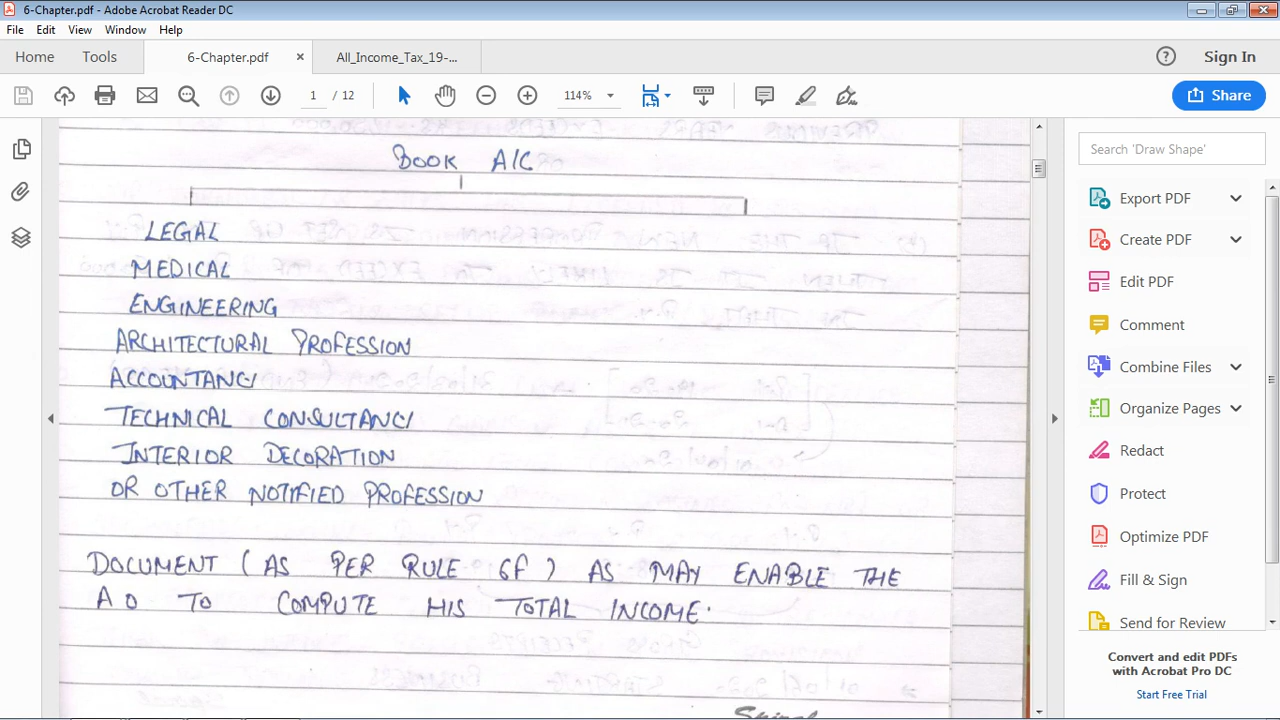 6-Chapter.pdf - Adobe Acrobat Reader DC
File Edit View Window Help
Home Tools 6-Chapter.pdf × All_Income_Tax_19-... Sign In
1 / 12 114% Share
BOOK A/C
LEGAL
MEDICAL
ENGINEERING
ARCHITECTURAL PROFESSION
ACCOUNTANCY
TECHNICAL CONSULTANCY
INTERIOR DECORATION
OR OTHER NOTIFIED PROFESSION
DOCUMENT (AS PER RULE 6F) AS MAY ENABLE THE
A O TO COMPUTE HIS TOTAL INCOME.
Spiral
Search 'Draw Shape'
Export PDF
Create PDF
Edit PDF
Comment
Combine Files
Organize Pages
Redact
Protect
Optimize PDF
Fill & Sign
Send for Review
Convert and edit PDFs
with Acrobat Pro DC
Start Free Trial